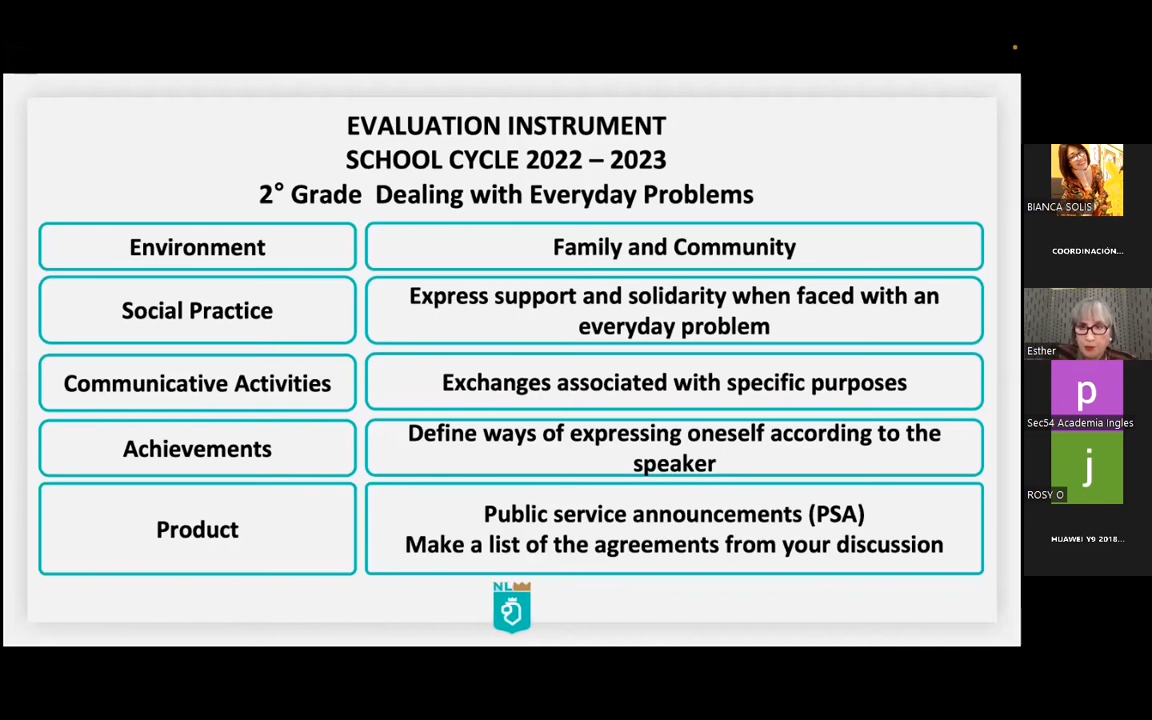 EVALUATION INSTRUMENT
SCHOOL CYCLE 2022 – 2023
2° Grade Dealing with Everyday Problems
Environment
Family and Community
Social Practice
Express support and solidarity when faced with an
everyday problem
Communicative Activities
Exchanges associated with specific purposes
Achievements
Define ways of expressing oneself according to the
speaker
Product
Public service announcements (PSA)
Make a list of the agreements from your discussion
NL
BIANCA SOLIS
COORDINACIÓN...
Esther
p
Sec54 Academia Ingles
j
ROSY O
HUAWEI Y9 2018...